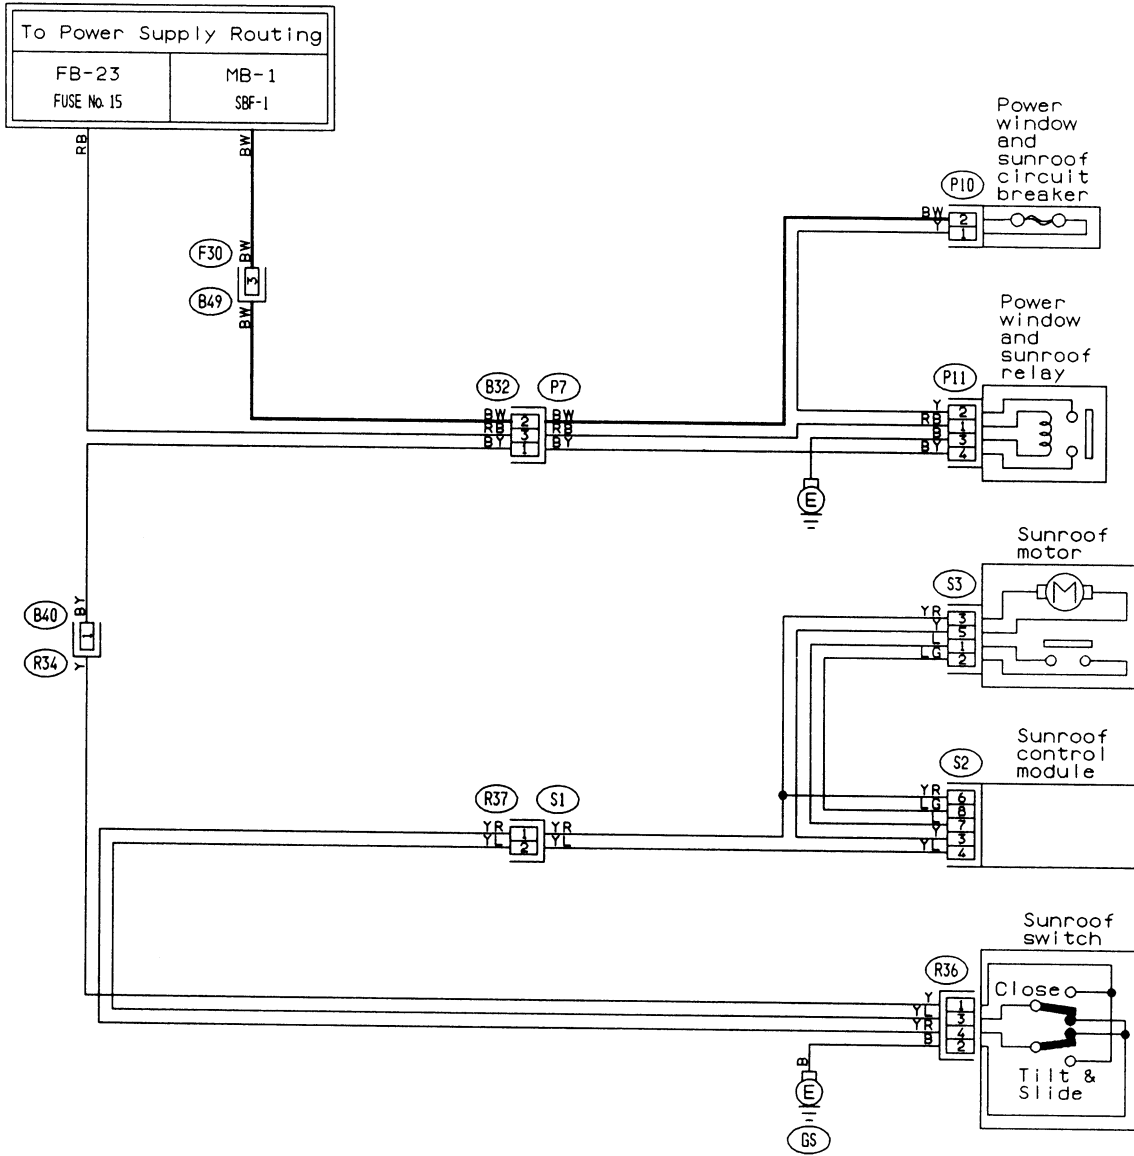 To Power Supply Routing
FB-23
FUSE No. 15
MB-1
SBF-1
RB
BW
F30
BW
3
B49
BW
Power
window
and
sunroof
circuit
breaker
P10
BW
2
Y
1
Power
window
and
sunroof
relay
P11
Y
2
RB
1
B
3
BY
4
B32
P7
BW
2
BW
RB
3
RB
BY
1
BY
E
Sunroof
motor
S3
M
YR
3
Y
5
L
1
LG
2
B40
BY
1
R34
Y
Sunroof
control
module
S2
YR
6
LG
8
L
7
Y
3
YL
4
R37
S1
YR
1
YR
YL
2
YL
Sunroof
switch
R36
Y
1
YL
3
YR
4
B
2
Close
Tilt &
Slide
B
E
GS